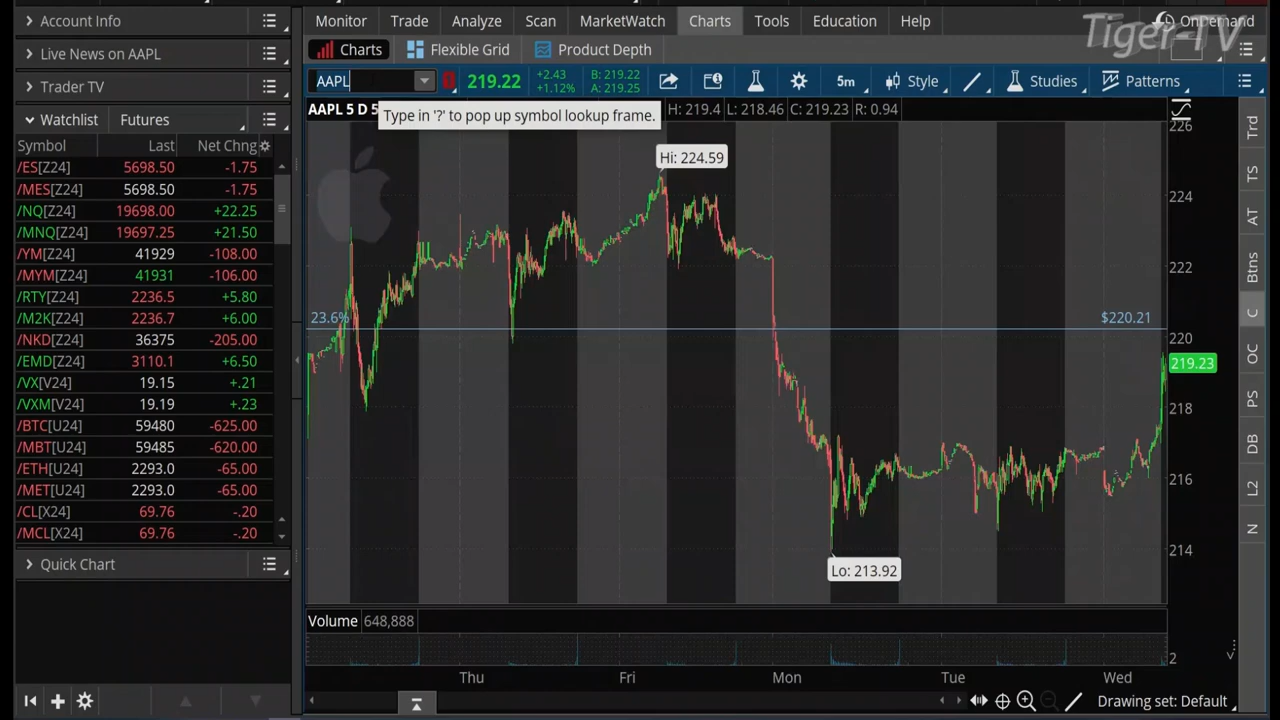 Account Info
Monitor Trade Analyze Scan MarketWatch Charts Tools Education Help OnDemand
Tiger-TV
Live News on AAPL
Charts Flexible Grid Product Depth
Trader TV
AAPL 219.22 +2.43 +1.12% B: 219.22 A: 219.25 5m Style Studies Patterns
Type in '?' to pop up symbol lookup frame.
AAPL 5 D 5 H: 219.4 L: 218.46 C: 219.23 R: 0.94
Watchlist Futures
Symbol Last Net Chng
/ES[Z24] 5698.50 -1.75
/MES[Z24] 5698.50 -1.75
/NQ[Z24] 19698.00 +22.25
/MNQ[Z24] 19697.25 +21.50
/YM[Z24] 41929 -108.00
/MYM[Z24] 41931 -106.00
/RTY[Z24] 2236.5 +5.80
/M2K[Z24] 2236.7 +6.00
/NKD[Z24] 36375 -205.00
/EMD[Z24] 3110.1 +6.50
/VX[V24] 19.15 +.21
/VXM[V24] 19.19 +.23
/BTC[U24] 59480 -625.00
/MBT[U24] 59485 -620.00
/ETH[U24] 2293.0 -65.00
/MET[U24] 2293.0 -65.00
/CL[X24] 69.76 -.20
/MCL[X24] 69.76 -.20
Quick Chart
Hi: 224.59
23.6% $220.21
Lo: 213.92
226
224
222
220
219.23
218
216
214
Volume 648,888
2
Thu Fri Mon Tue Wed
Drawing set: Default
Trd
TS
AT
Btns
C
OC
PS
DB
L2
N